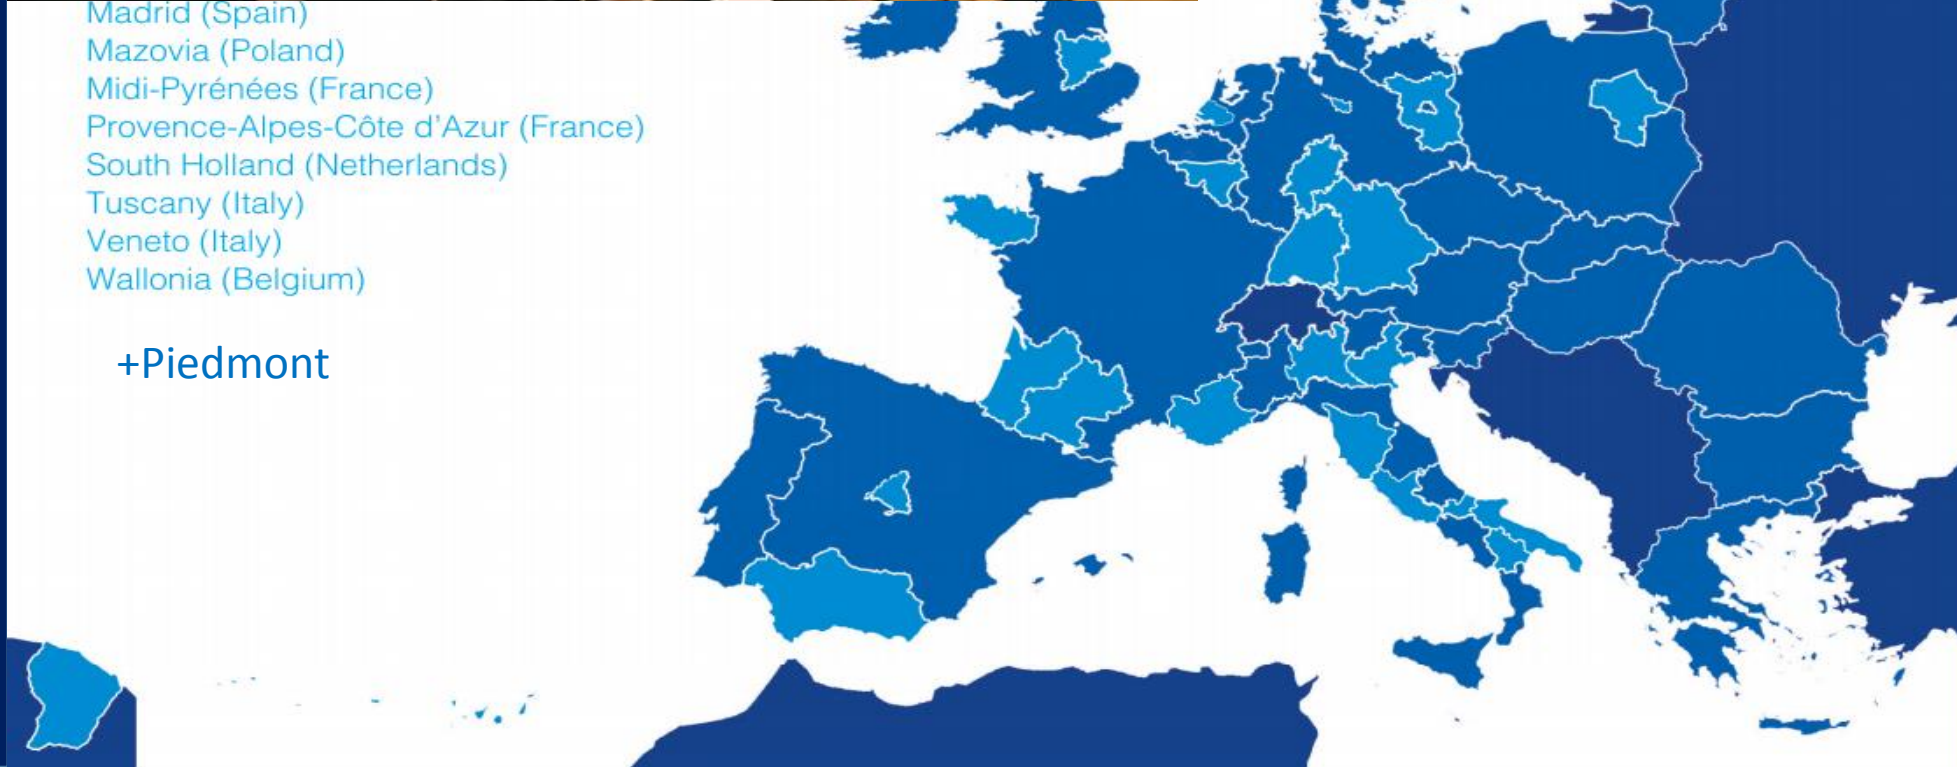 Madrid (Spain)
Mazovia (Poland)
Midi-Pyrénées (France)
Provence-Alpes-Côte d'Azur (France)
South Holland (Netherlands)
Tuscany (Italy)
Veneto (Italy)
Wallonia (Belgium)
+Piedmont